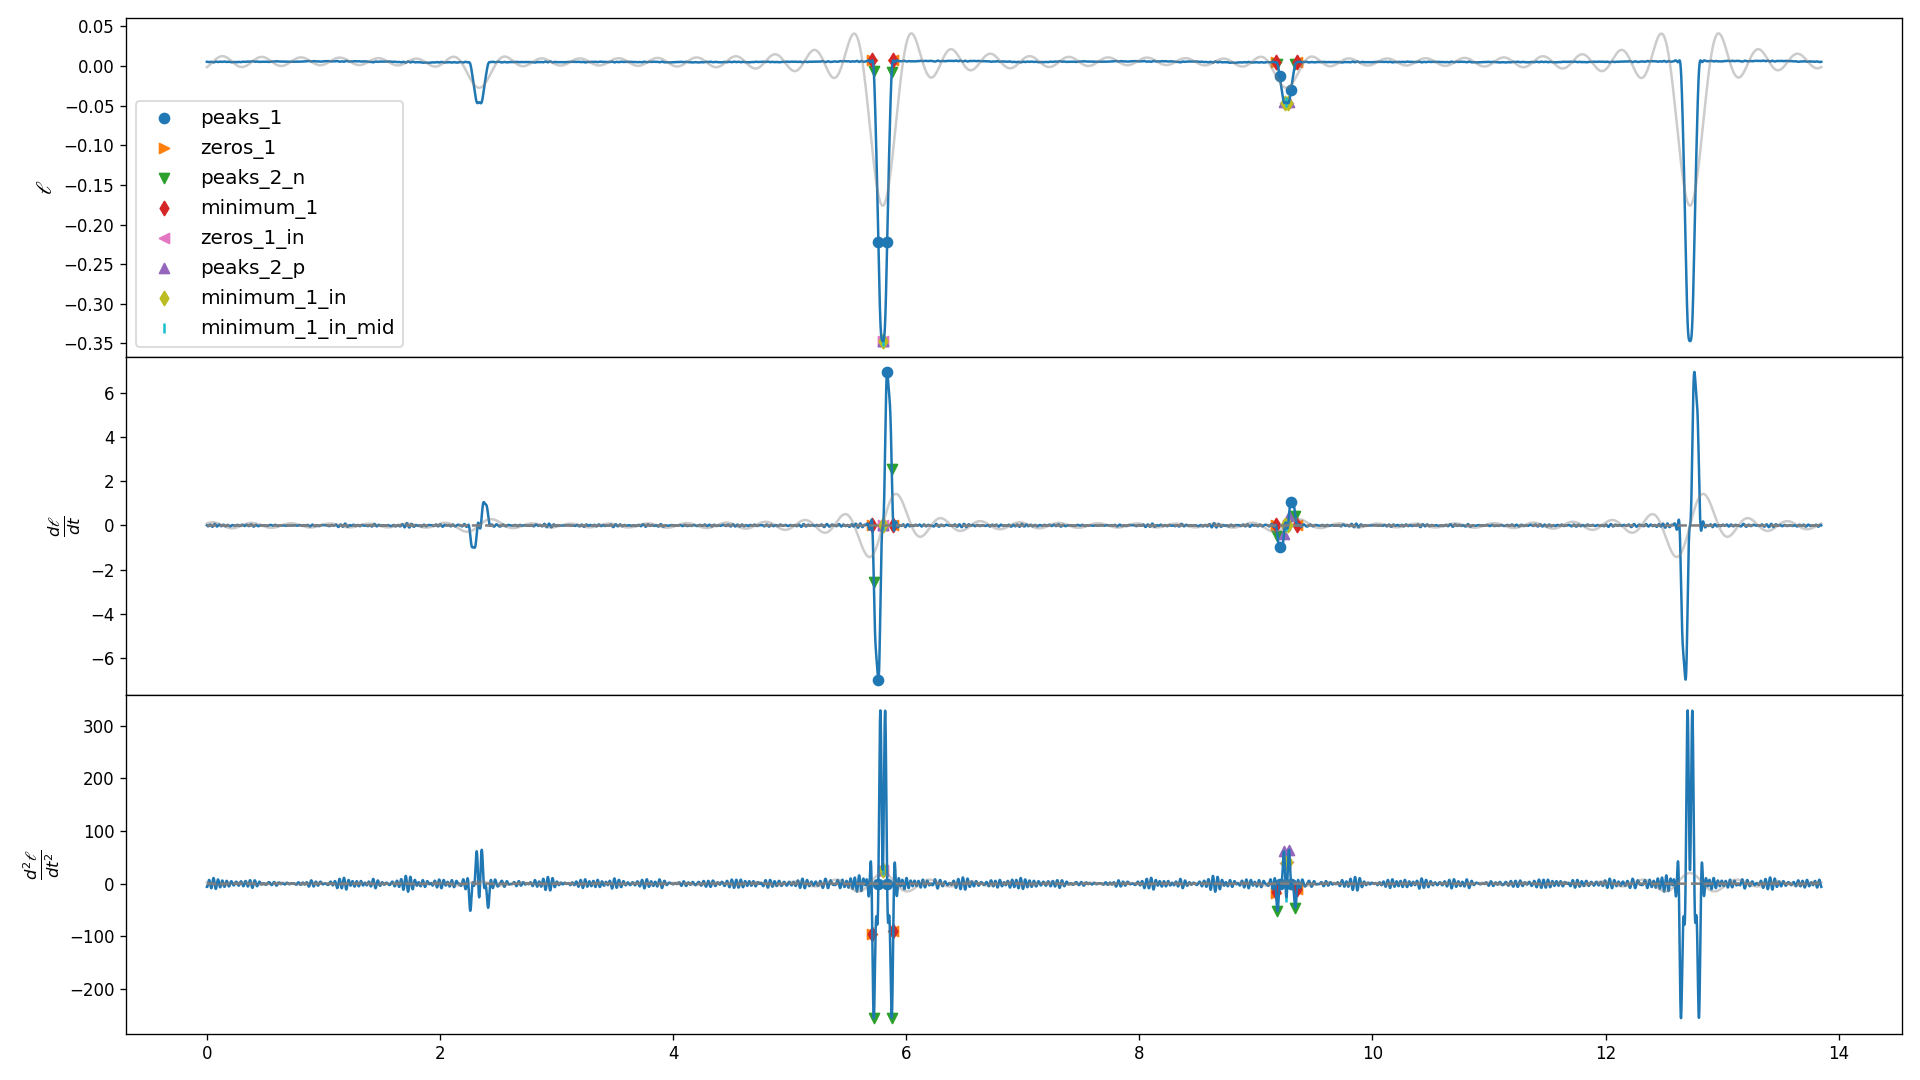 0.05
0.00
−0.05
−0.10
−0.15
−0.20
−0.25
−0.30
−0.35
ℓ
peaks_1
zeros_1
peaks_2_n
minimum_1
zeros_1_in
peaks_2_p
minimum_1_in
minimum_1_in_mid
6
4
2
0
−2
−4
−6
dℓ
dt
300
200
100
0
−100
−200
d²ℓ
dt²
0 2 4 6 8 10 12 14